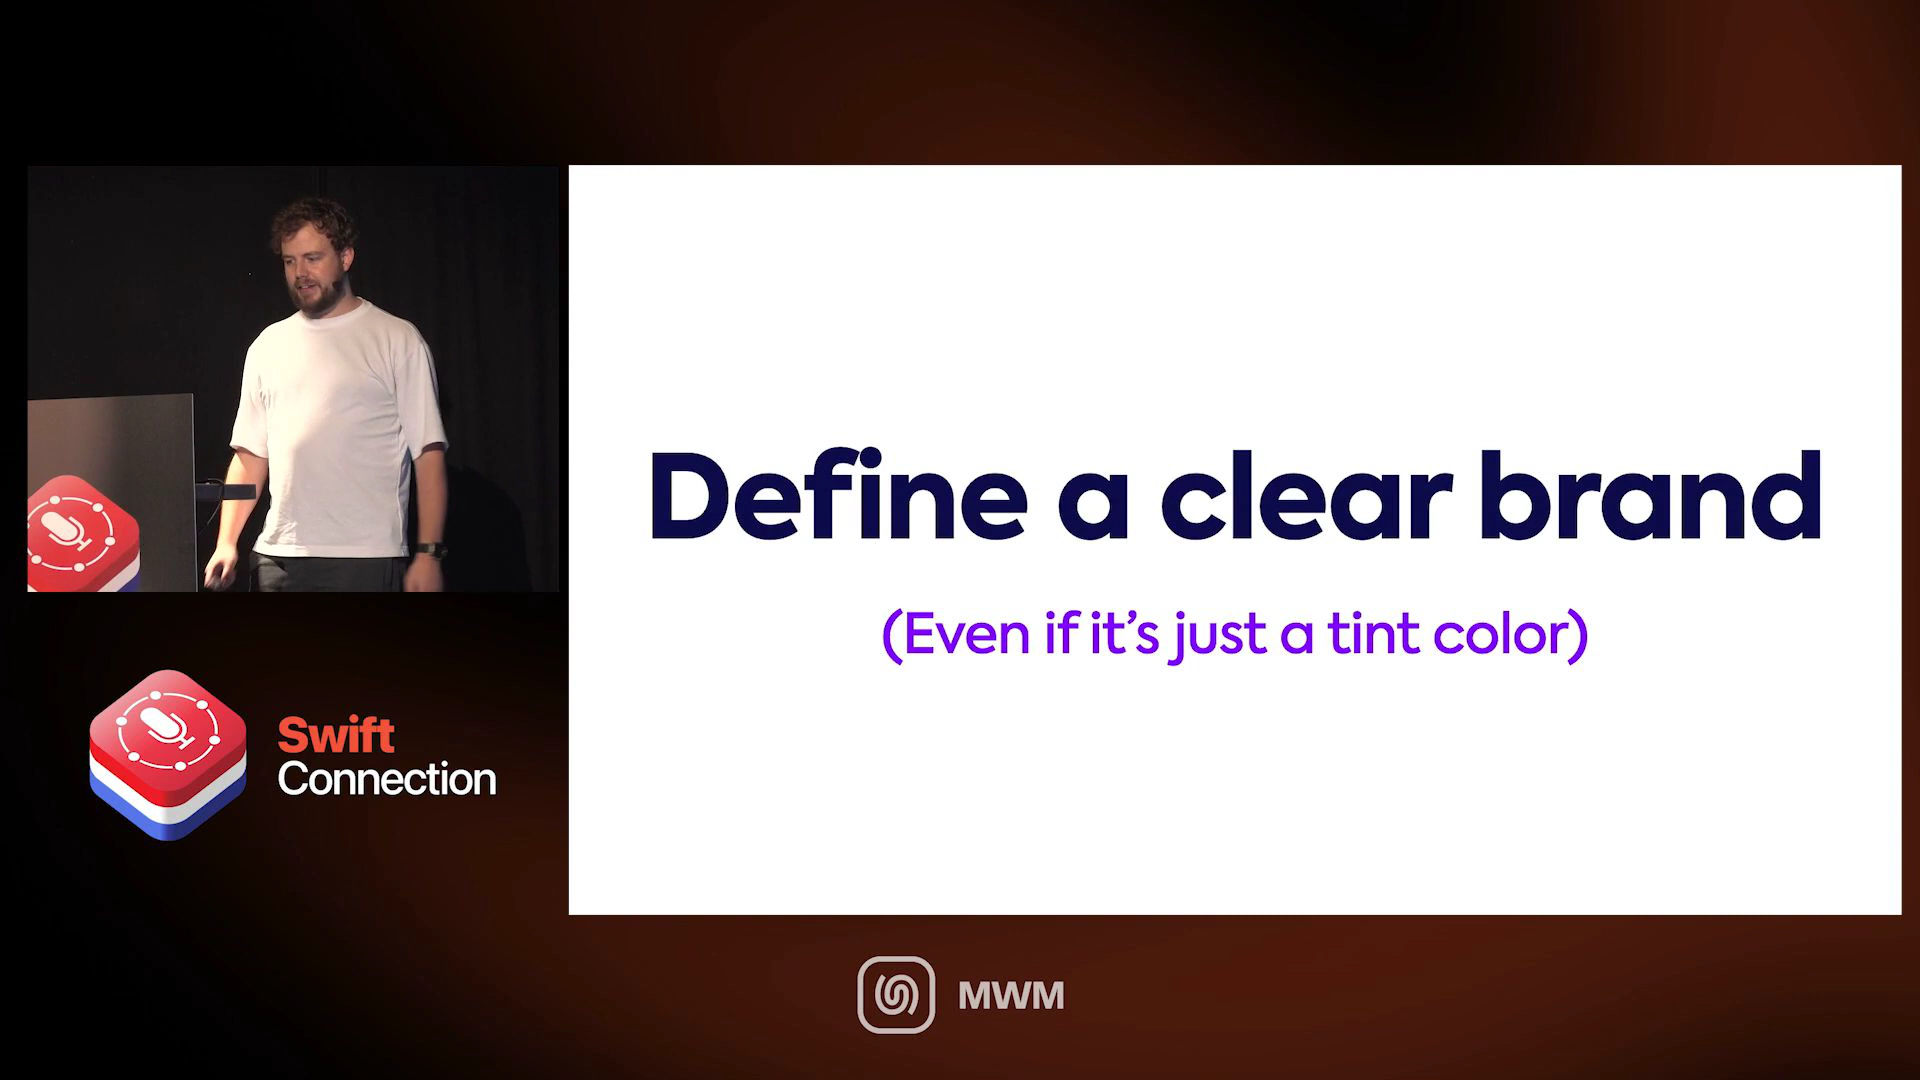 Define a clear brand
(Even if it’s just a tint color)
Swift
Connection
MWM